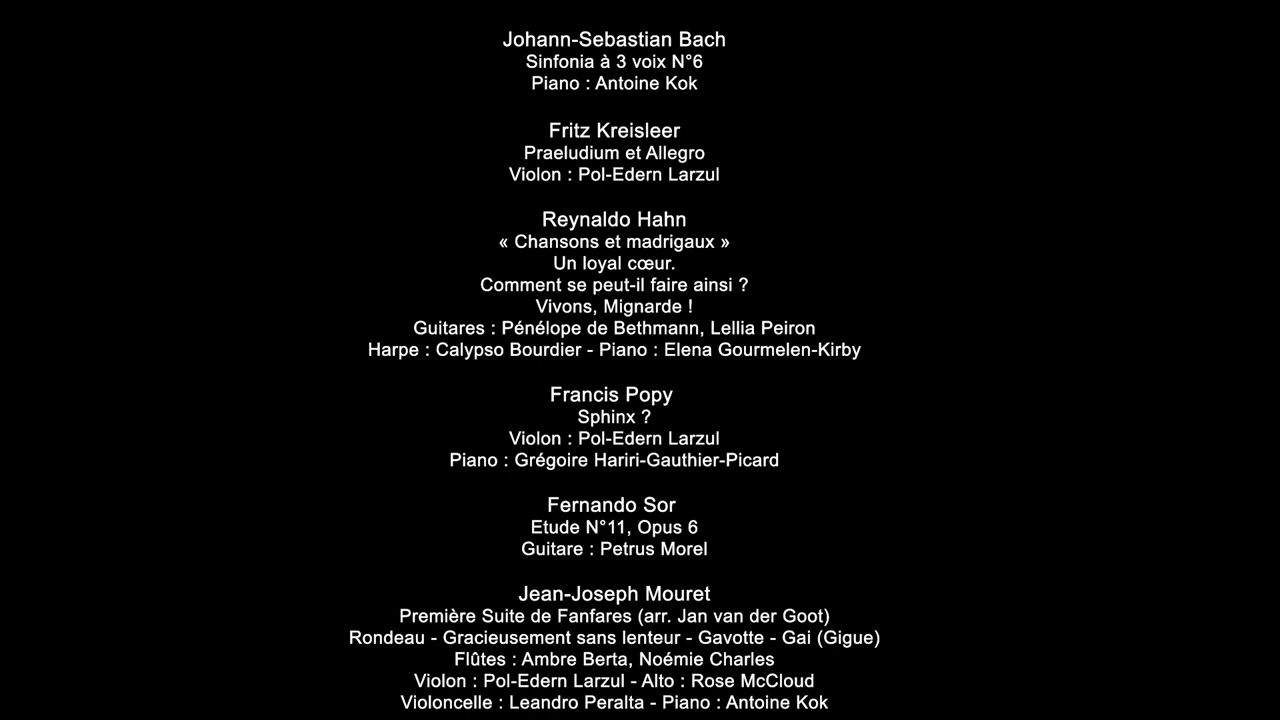 Johann-Sebastian Bach
Sinfonia à 3 voix N°6
Piano : Antoine Kok
Fritz Kreisleer
Praeludium et Allegro
Violon : Pol-Edern Larzul
Reynaldo Hahn
« Chansons et madrigaux »
Un loyal cœur.
Comment se peut-il faire ainsi ?
Vivons, Mignarde !
Guitares : Pénélope de Bethmann, Lellia Peiron
Harpe : Calypso Bourdier - Piano : Elena Gourmelen-Kirby
Francis Popy
Sphinx ?
Violon : Pol-Edern Larzul
Piano : Grégoire Hariri-Gauthier-Picard
Fernando Sor
Etude N°11, Opus 6
Guitare : Petrus Morel
Jean-Joseph Mouret
Première Suite de Fanfares (arr. Jan van der Goot)
Rondeau - Gracieusement sans lenteur - Gavotte - Gai (Gigue)
Flûtes : Ambre Berta, Noémie Charles
Violon : Pol-Edern Larzul - Alto : Rose McCloud
Violoncelle : Leandro Peralta - Piano : Antoine Kok